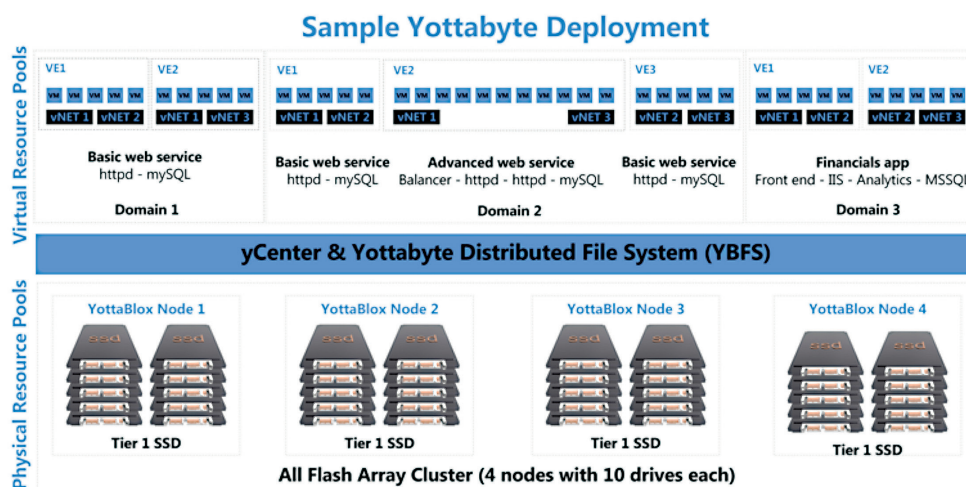 Sample Yottabyte Deployment
Virtual Resource Pools
VE1
VM VM VM VM VM
vNET 1 vNET 2
VE2
VM VM VM VM VM
vNET 1 vNET 3
Basic web service
httpd - mySQL
Domain 1
VE1
VM VM VM VM VM
vNET 1 vNET 2
Basic web service
httpd - mySQL
VE2
VM VM VM VM VM VM VM VM VM VM VM
vNET 1 vNET 3
Advanced web service
Balancer - httpd - httpd - mySQL
VE3
VM VM VM VM VM
vNET 2 vNET 3
Basic web service
httpd - mySQL
Domain 2
VE1
VM VM VM VM VM
vNET 1 vNET 2
VE2
VM VM VM VM VM
vNET 2 vNET 3
Financials app
Front end - IIS - Analytics - MSSQL
Domain 3
yCenter & Yottabyte Distributed File System (YBFS)
Physical Resource Pools
YottaBlox Node 1
ssd ssd
Tier 1 SSD
YottaBlox Node 2
ssd ssd
Tier 1 SSD
YottaBlox Node 3
ssd ssd
Tier 1 SSD
YottaBlox Node 4
ssd ssd
Tier 1 SSD
All Flash Array Cluster (4 nodes with 10 drives each)